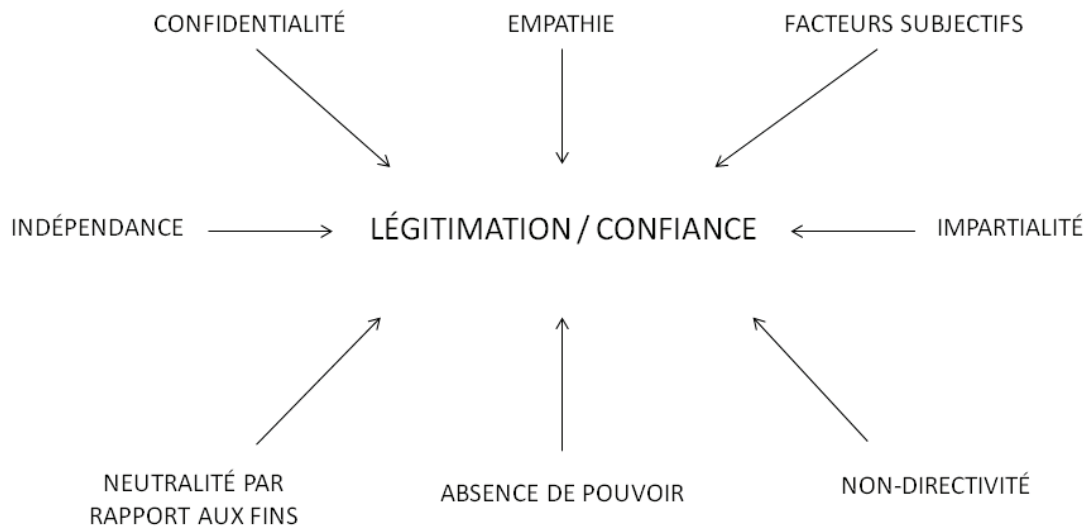 CONFIDENTIALITÉ
EMPATHIE
FACTEURS SUBJECTIFS
INDÉPENDANCE
LÉGITIMATION / CONFIANCE
IMPARTIALITÉ
NEUTRALITÉ PAR
RAPPORT AUX FINS
ABSENCE DE POUVOIR
NON-DIRECTIVITÉ